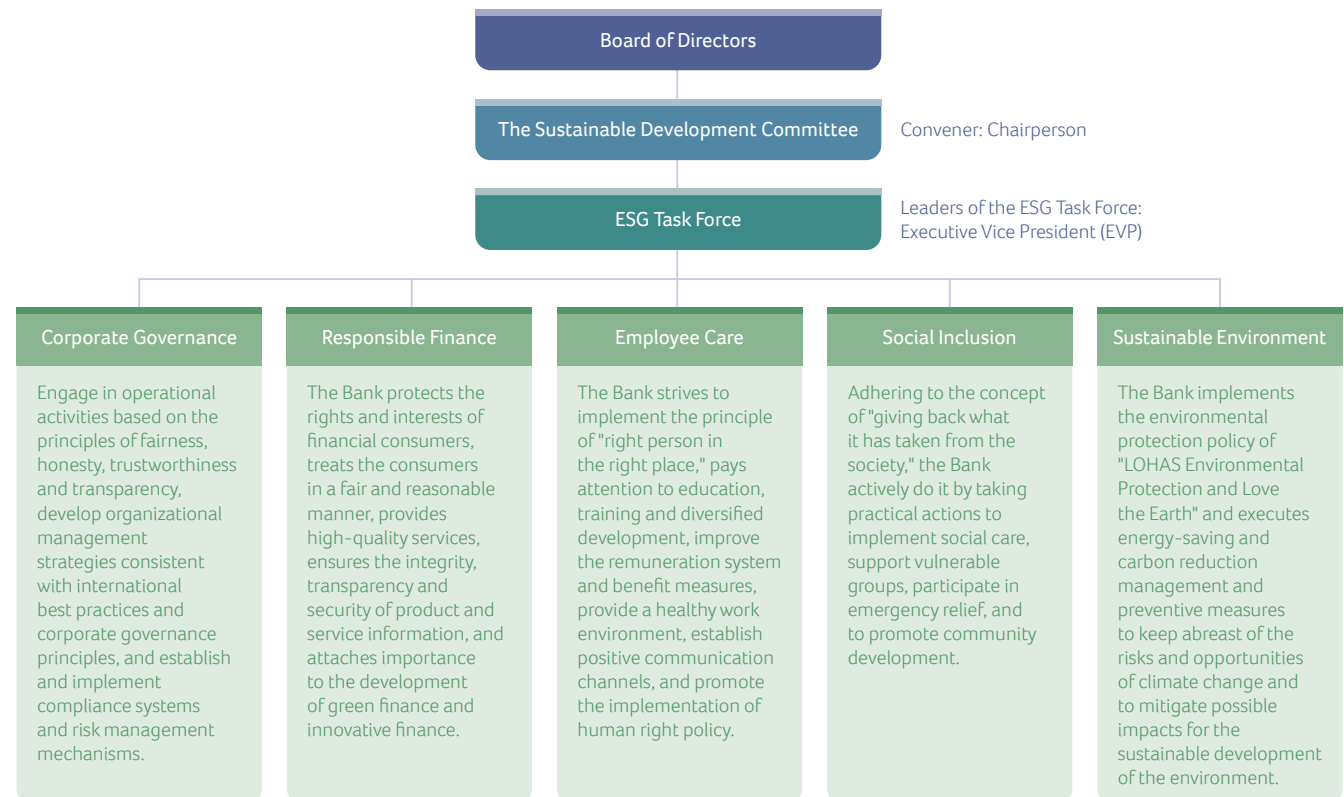 Board of Directors
The Sustainable Development Committee
Convener: Chairperson
ESG Task Force
Leaders of the ESG Task Force:
Executive Vice President (EVP)
Corporate Governance
Engage in operational
activities based on the
principles of fairness,
honesty, trustworthiness
and transparency,
develop organizational
management
strategies consistent
with international
best practices and
corporate governance
principles, and establish
and implement
compliance systems
and risk management
mechanisms.
Responsible Finance
The Bank protects the
rights and interests of
financial consumers,
treats the consumers
in a fair and reasonable
manner, provides
high-quality services,
ensures the integrity,
transparency and
security of product and
service information, and
attaches importance
to the development
of green finance and
innovative finance.
Employee Care
The Bank strives to
implement the principle
of "right person in
the right place," pays
attention to education,
training and diversified
development, improve
the remuneration system
and benefit measures,
provide a healthy work
environment, establish
positive communication
channels, and promote
the implementation of
human right policy.
Social Inclusion
Adhering to the concept
of "giving back what
it has taken from the
society," the Bank
actively do it by taking
practical actions to
implement social care,
support vulnerable
groups, participate in
emergency relief, and
to promote community
development.
Sustainable Environment
The Bank implements
the environmental
protection policy of
"LOHAS Environmental
Protection and Love
the Earth" and executes
energy-saving and
carbon reduction
management and
preventive measures
to keep abreast of the
risks and opportunities
of climate change and
to mitigate possible
impacts for the
sustainable development
of the environment.